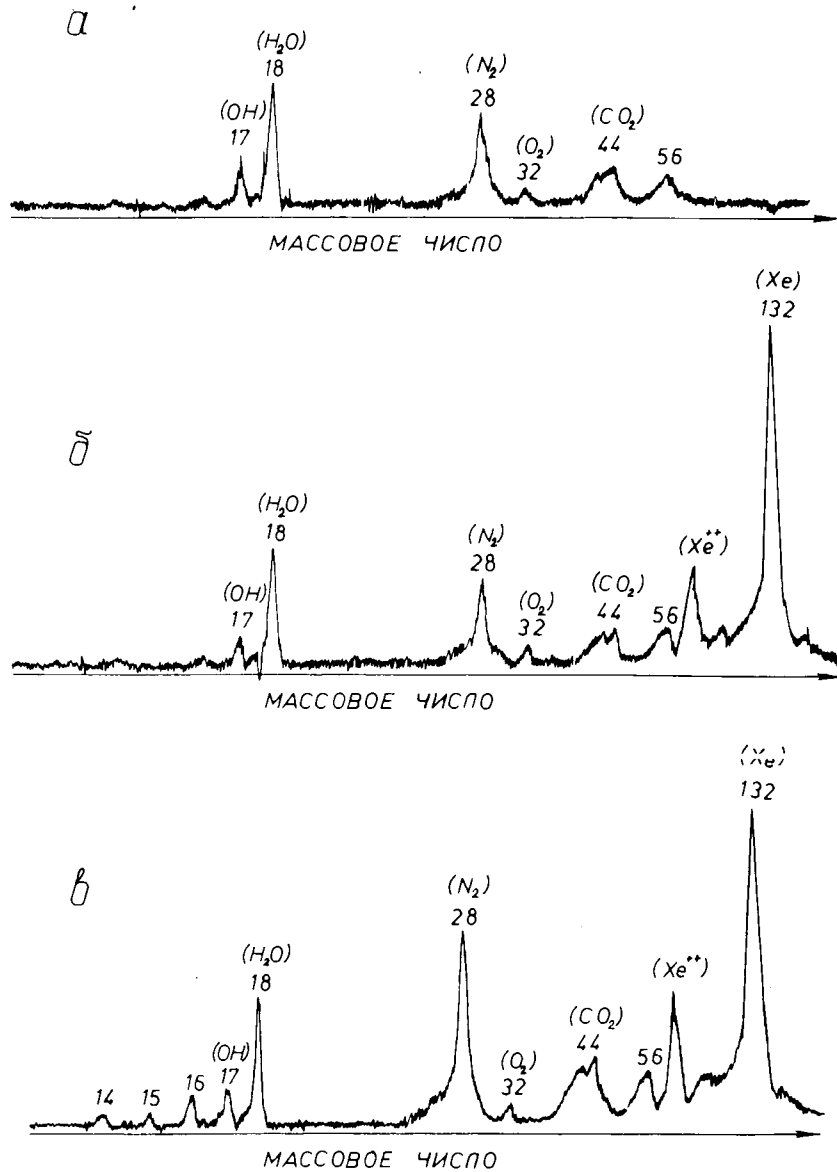 а
(H₂O)
18
(OH)
17
(N₂)
28
(O₂)
32
(CO₂)
44
56
МАССОВОЕ ЧИСЛО
б
(H₂O)
18
(OH)
17
(N₂)
28
(O₂)
32
(CO₂)
44
56
(Xe⁺⁺)
(Xe)
132
МАССОВОЕ ЧИСЛО
в
14
15
16
(OH)
17
(H₂O)
18
(N₂)
28
(O₂)
32
(CO₂)
44
56
(Xe⁺⁺)
(Xe)
132
МАССОВОЕ ЧИСЛО